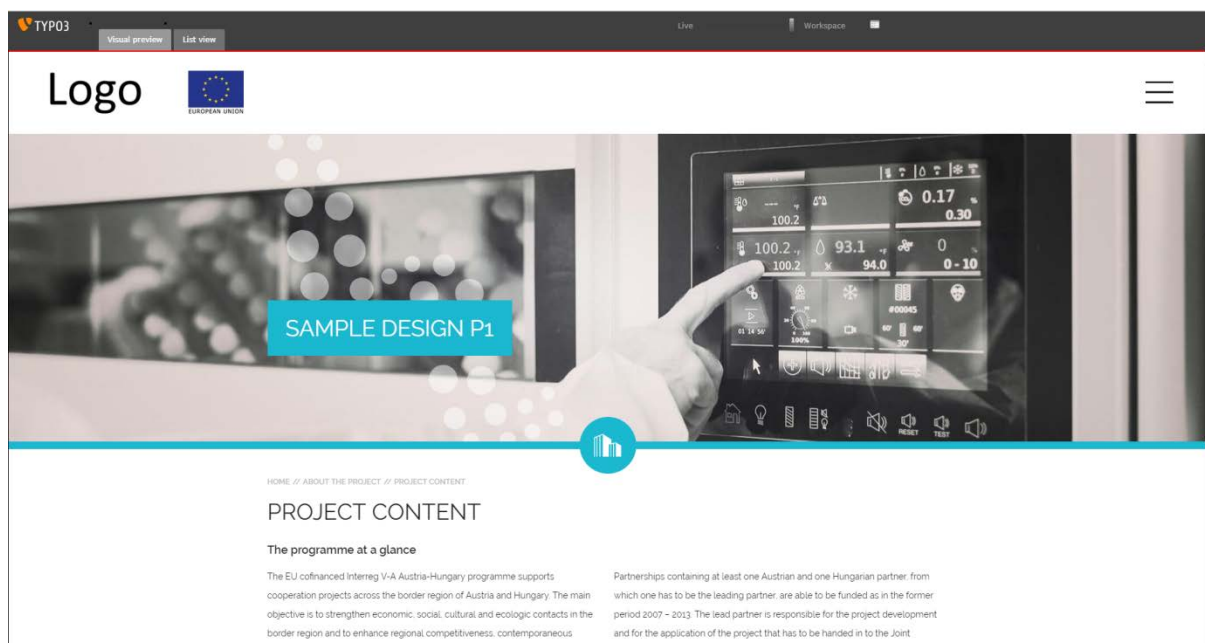 TYPO3
Visual preview
List view
Live
Workspace
Logo
EUROPEAN UNION
0.17 %
0.30
100.2
100.2 °F
93.1 °F
0 %
100.2
94.0
0 - 10
#00045
01 14 50'
60'
60'
100%
30'
RESET
TEST
SAMPLE DESIGN P1
HOME // ABOUT THE PROJECT // PROJECT CONTENT
PROJECT CONTENT
The programme at a glance
The EU cofinanced Interreg V-A Austria-Hungary programme supports
cooperation projects across the border region of Austria and Hungary. The main
objective is to strengthen economic, social, cultural and ecologic contacts in the
border region and to enhance regional competitiveness, contemporaneous
Partnerships containing at least one Austrian and one Hungarian partner, from
which one has to be the leading partner, are able to be funded as in the former
period 2007 – 2013. The lead partner is responsible for the project development
and for the application of the project that has to be handed in to the Joint